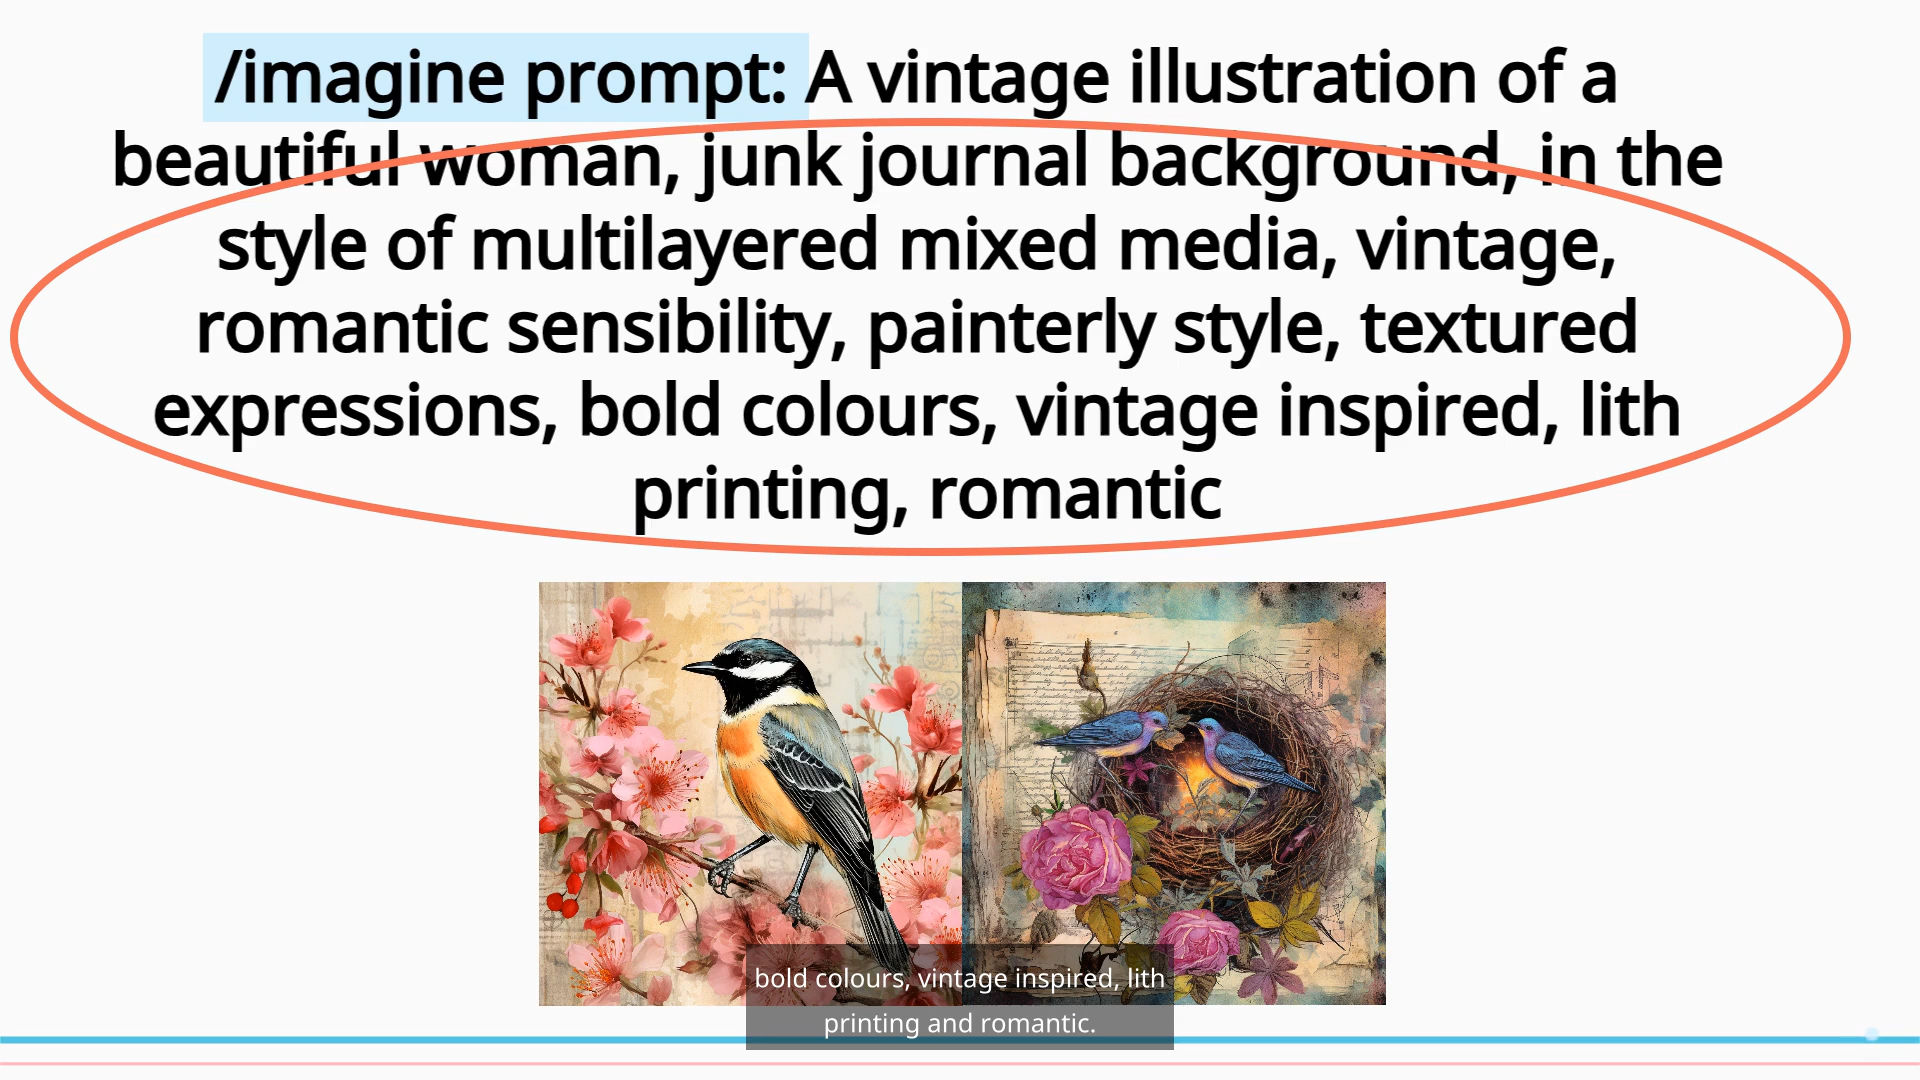 /imagine prompt: A vintage illustration of a
beautiful woman, junk journal background, in the
style of multilayered mixed media, vintage,
romantic sensibility, painterly style, textured
expressions, bold colours, vintage inspired, lith
printing, romantic
bold colours, vintage inspired, lith
printing and romantic.